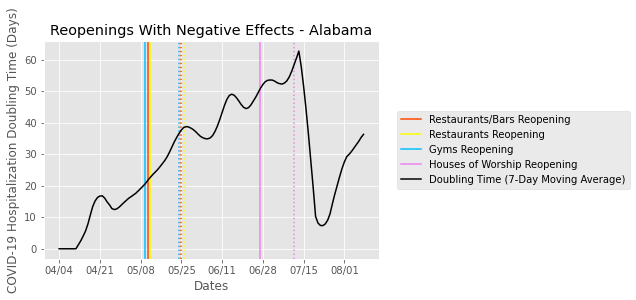 Reopenings With Negative Effects - Alabama
COVID-19 Hospitalization Doubling Time (Days)
60
50
40
30
20
10
0
04/04 04/21 05/08 05/25 06/11 06/28 07/15 08/01
Dates
Restaurants/Bars Reopening
Restaurants Reopening
Gyms Reopening
Houses of Worship Reopening
Doubling Time (7-Day Moving Average)